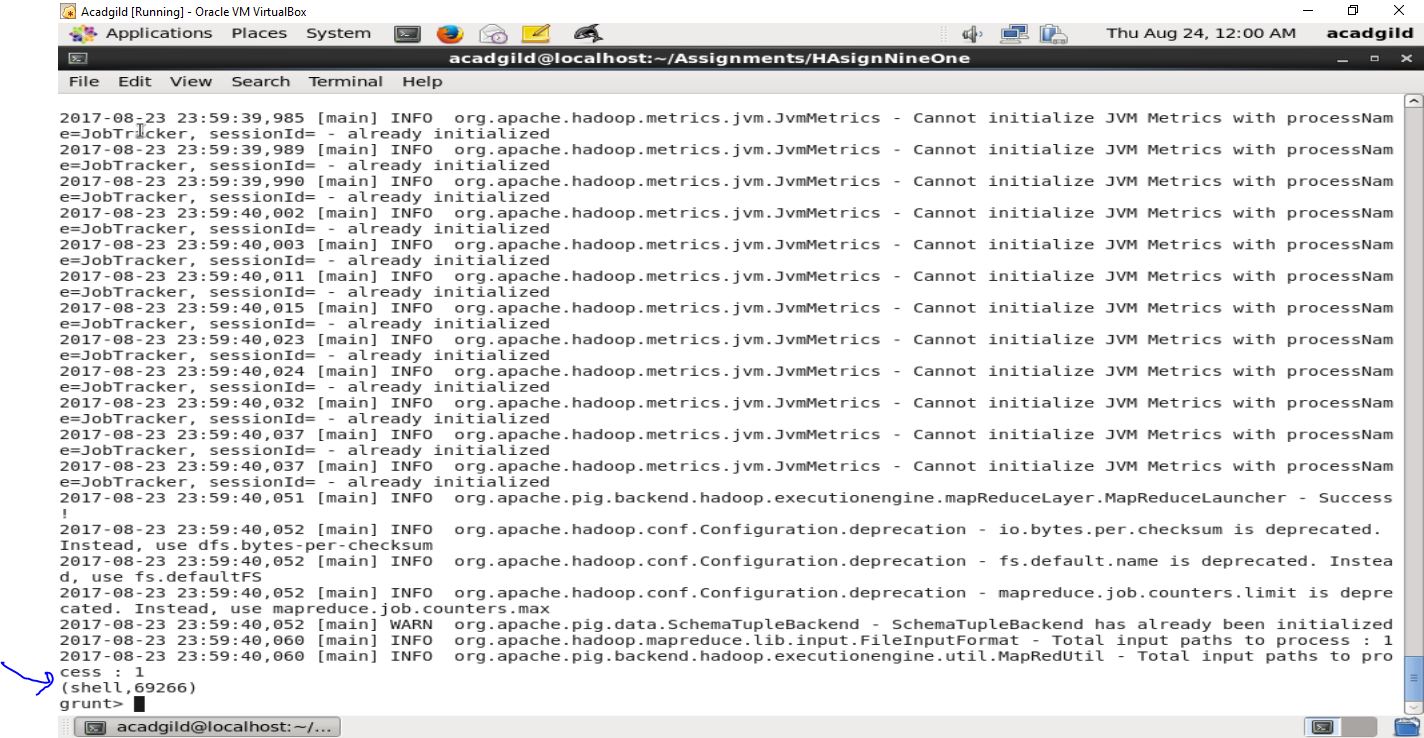 Acadgild [Running] - Oracle VM VirtualBox
Applications Places System Thu Aug 24, 12:00 AM acadgild
acadgild@localhost:~/Assignments/HAsignNineOne
File Edit View Search Terminal Help
2017-08-23 23:59:39,985 [main] INFO  org.apache.hadoop.metrics.jvm.JvmMetrics - Cannot initialize JVM Metrics with processNam
e=JobTracker, sessionId= - already initialized
2017-08-23 23:59:39,989 [main] INFO  org.apache.hadoop.metrics.jvm.JvmMetrics - Cannot initialize JVM Metrics with processNam
e=JobTracker, sessionId= - already initialized
2017-08-23 23:59:39,990 [main] INFO  org.apache.hadoop.metrics.jvm.JvmMetrics - Cannot initialize JVM Metrics with processNam
e=JobTracker, sessionId= - already initialized
2017-08-23 23:59:40,002 [main] INFO  org.apache.hadoop.metrics.jvm.JvmMetrics - Cannot initialize JVM Metrics with processNam
e=JobTracker, sessionId= - already initialized
2017-08-23 23:59:40,003 [main] INFO  org.apache.hadoop.metrics.jvm.JvmMetrics - Cannot initialize JVM Metrics with processNam
e=JobTracker, sessionId= - already initialized
2017-08-23 23:59:40,011 [main] INFO  org.apache.hadoop.metrics.jvm.JvmMetrics - Cannot initialize JVM Metrics with processNam
e=JobTracker, sessionId= - already initialized
2017-08-23 23:59:40,015 [main] INFO  org.apache.hadoop.metrics.jvm.JvmMetrics - Cannot initialize JVM Metrics with processNam
e=JobTracker, sessionId= - already initialized
2017-08-23 23:59:40,023 [main] INFO  org.apache.hadoop.metrics.jvm.JvmMetrics - Cannot initialize JVM Metrics with processNam
e=JobTracker, sessionId= - already initialized
2017-08-23 23:59:40,024 [main] INFO  org.apache.hadoop.metrics.jvm.JvmMetrics - Cannot initialize JVM Metrics with processNam
e=JobTracker, sessionId= - already initialized
2017-08-23 23:59:40,032 [main] INFO  org.apache.hadoop.metrics.jvm.JvmMetrics - Cannot initialize JVM Metrics with processNam
e=JobTracker, sessionId= - already initialized
2017-08-23 23:59:40,037 [main] INFO  org.apache.hadoop.metrics.jvm.JvmMetrics - Cannot initialize JVM Metrics with processNam
e=JobTracker, sessionId= - already initialized
2017-08-23 23:59:40,037 [main] INFO  org.apache.hadoop.metrics.jvm.JvmMetrics - Cannot initialize JVM Metrics with processNam
e=JobTracker, sessionId= - already initialized
2017-08-23 23:59:40,051 [main] INFO  org.apache.pig.backend.hadoop.executionengine.mapReduceLayer.MapReduceLauncher - Success
!
2017-08-23 23:59:40,052 [main] INFO  org.apache.hadoop.conf.Configuration.deprecation - io.bytes.per.checksum is deprecated.
Instead, use dfs.bytes-per-checksum
2017-08-23 23:59:40,052 [main] INFO  org.apache.hadoop.conf.Configuration.deprecation - fs.default.name is deprecated. Instea
d, use fs.defaultFS
2017-08-23 23:59:40,052 [main] INFO  org.apache.hadoop.conf.Configuration.deprecation - mapreduce.job.counters.limit is depre
cated. Instead, use mapreduce.job.counters.max
2017-08-23 23:59:40,052 [main] WARN  org.apache.pig.data.SchemaTupleBackend - SchemaTupleBackend has already been initialized
2017-08-23 23:59:40,060 [main] INFO  org.apache.hadoop.mapreduce.lib.input.FileInputFormat - Total input paths to process : 1
2017-08-23 23:59:40,060 [main] INFO  org.apache.pig.backend.hadoop.executionengine.util.MapRedUtil - Total input paths to pro
cess : 1
(shell,69266)
grunt>
acadgild@localhost:~/...